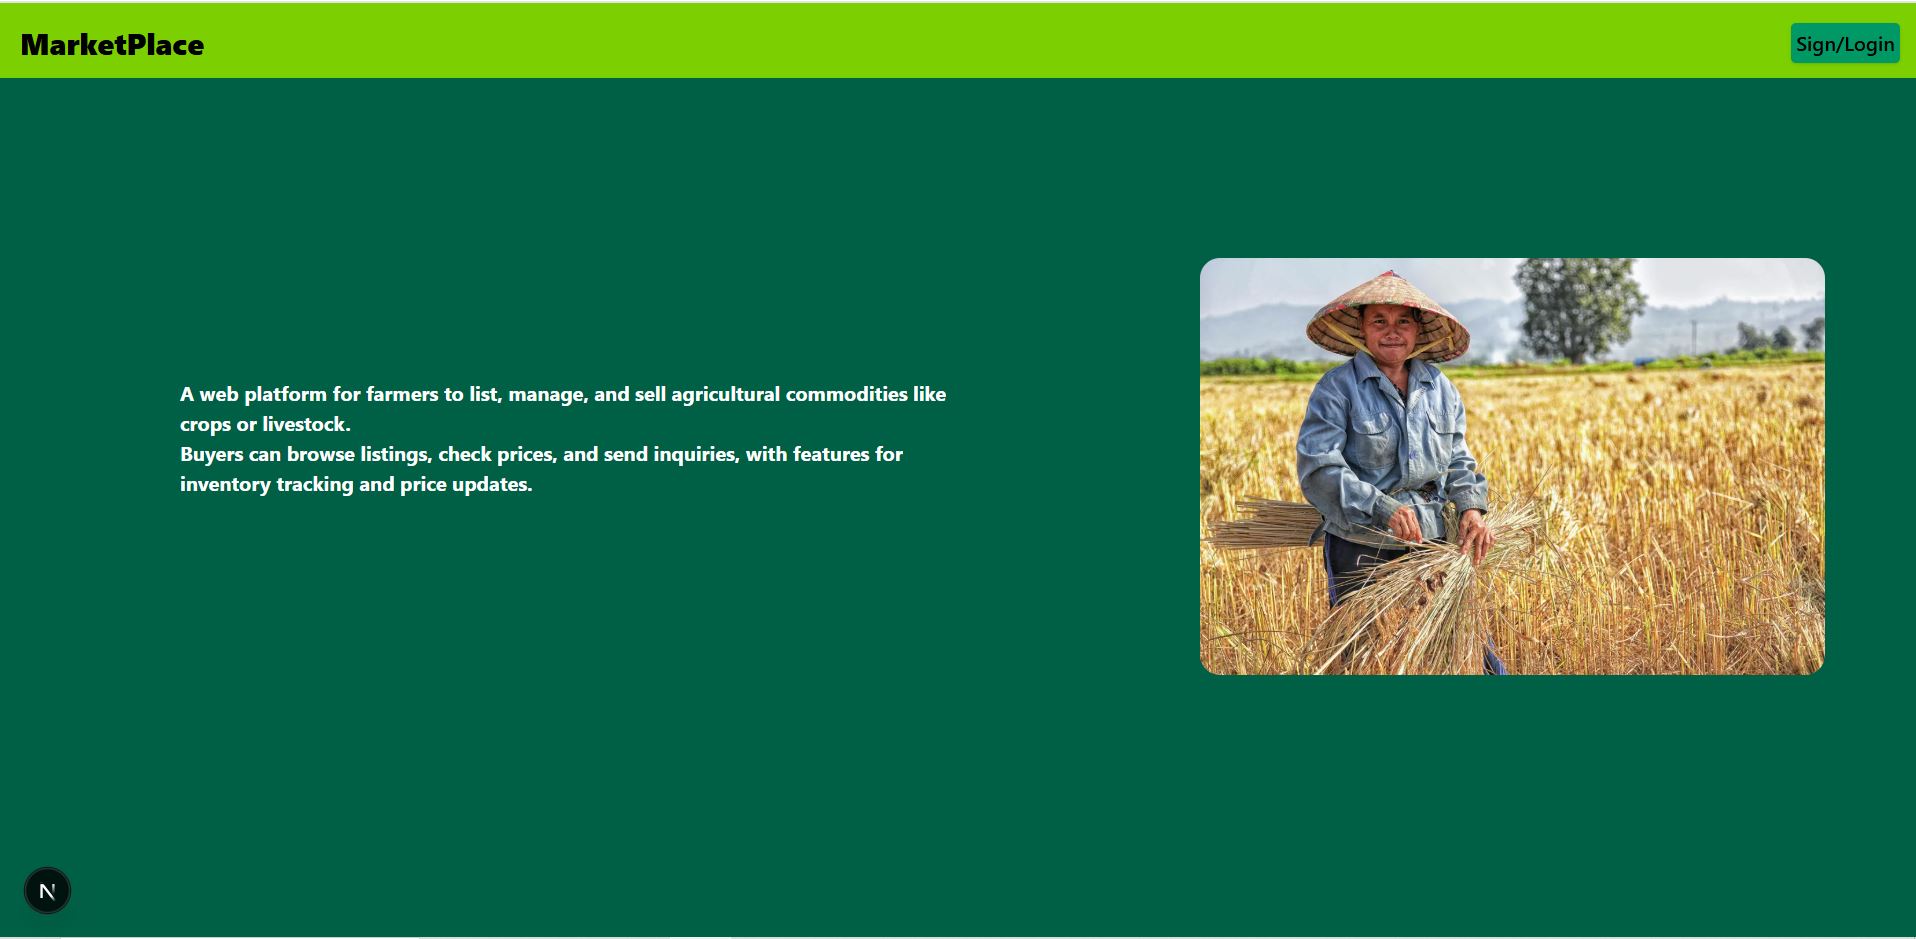 MarketPlace
Sign/Login
A web platform for farmers to list, manage, and sell agricultural commodities like
crops or livestock.
Buyers can browse listings, check prices, and send inquiries, with features for
inventory tracking and price updates.
N